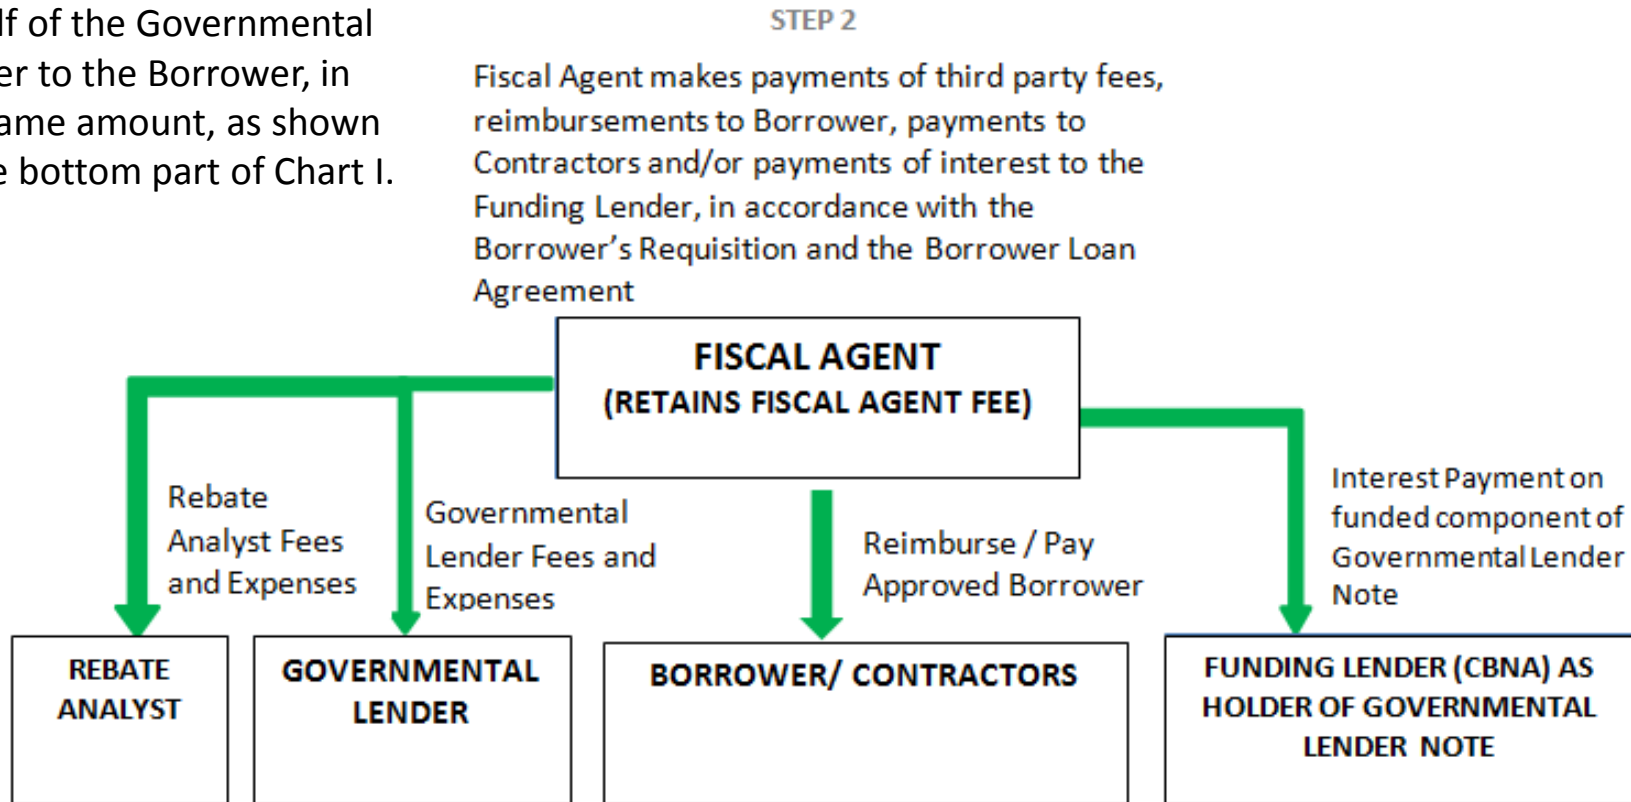 lf of the Governmental
er to the Borrower, in
ame amount, as shown
e bottom part of Chart I.
STEP 2
Fiscal Agent makes payments of third party fees,
reimbursements to Borrower, payments to
Contractors and/or payments of interest to the
Funding Lender, in accordance with the
Borrower's Requisition and the Borrower Loan
Agreement
FISCAL AGENT
(RETAINS FISCAL AGENT FEE)
Rebate
Analyst Fees
and Expenses
Governmental
Lender Fees and
Expenses
Reimburse / Pay
Approved Borrower
Interest Payment on
funded component of
Governmental Lender
Note
REBATE
ANALYST
GOVERNMENTAL
LENDER
BORROWER/ CONTRACTORS
FUNDING LENDER (CBNA) AS
HOLDER OF GOVERNMENTAL
LENDER NOTE